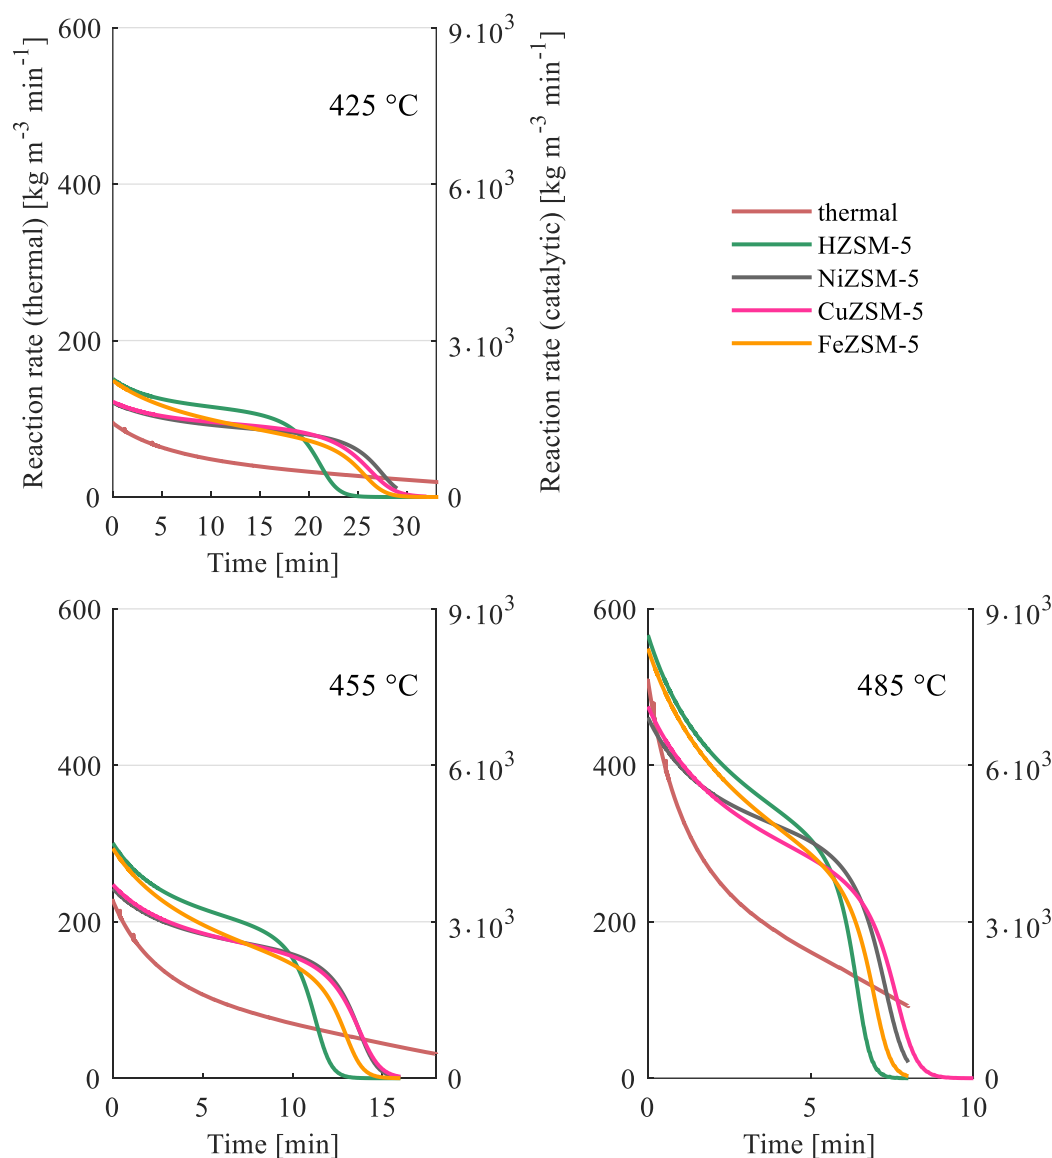 600
400
200
0
Reaction rate (thermal) [kg m⁻³ min⁻¹]
425 °C
9·10³
6·10³
3·10³
0
Reaction rate (catalytic) [kg m⁻³ min⁻¹]
0 5 10 15 20 25 30
Time [min]
thermal
HZSM-5
NiZSM-5
CuZSM-5
FeZSM-5
600
400
200
0
455 °C
9·10³
6·10³
3·10³
0
0 5 10 15
Time [min]
600
400
200
0
485 °C
9·10³
6·10³
3·10³
0
0 5 10
Time [min]